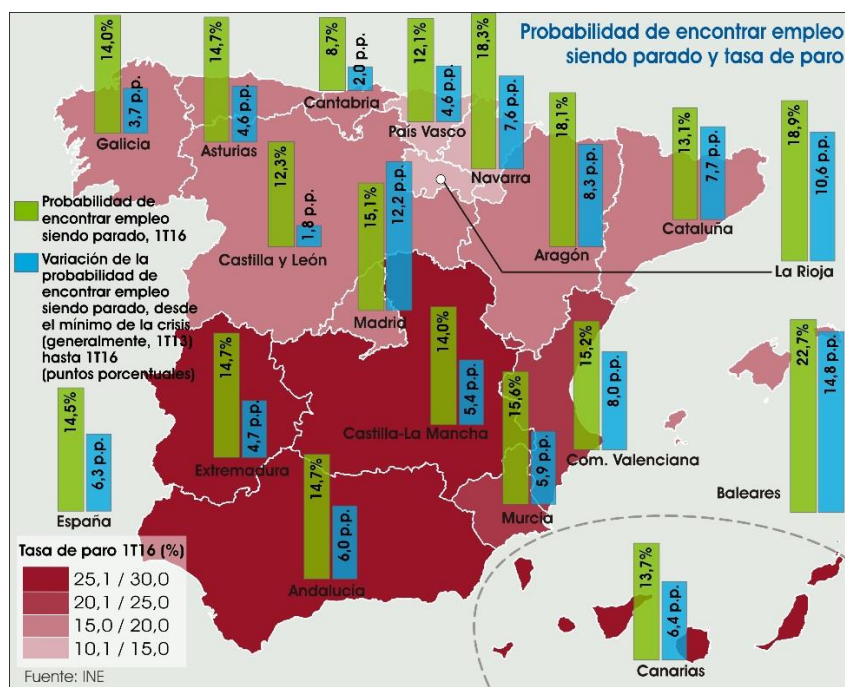 Probabilidad de encontrar empleo
siendo parado y tasa de paro
14,0%
3,7 p.p.
Galicia
14,7%
4,6 p.p.
Asturias
8,7%
2,0 p.p.
Cantabria
12,1%
4,6 p.p.
País Vasco
18,3%
7,6 p.p.
Navarra
18,1%
8,3 p.p.
Aragón
13,1%
7,7 p.p.
Cataluña
18,9%
10,6 p.p.
La Rioja
12,3%
1,8 p.p.
Castilla y León
15,1%
12,2 p.p.
Madrid
Probabilidad de
encontrar empleo
siendo parado, 1T16
Variación de la
probabilidad de
encontrar empleo
siendo parado, desde
el mínimo de la crisis
(generalmente, 1T13)
hasta 1T16
(puntos porcentuales)
14,5%
6,3 p.p.
España
14,7%
4,7 p.p.
Extremadura
14,0%
5,4 p.p.
Castilla-La Mancha
15,6%
5,9 p.p.
Murcia
15,2%
8,0 p.p.
Com. Valenciana
22,7%
14,8 p.p.
Baleares
14,7%
6,0 p.p.
Andalucía
13,7%
6,4 p.p.
Canarias
Tasa de paro 1T16 (%)
25,1 / 30,0
20,1 / 25,0
15,0 / 20,0
10,1 / 15,0
Fuente: INE